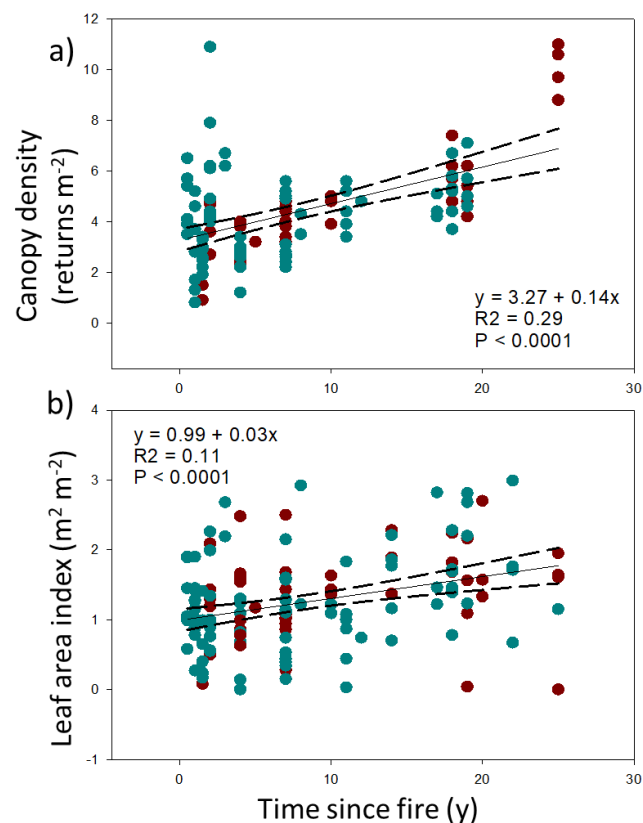 a)
Canopy density
(returns m⁻²)
12
10
8
6
4
2
0
y = 3.27 + 0.14x
R2 = 0.29
P < 0.0001
0 10 20 30
b)
Leaf area index (m² m⁻²)
4
3
2
1
0
-1
y = 0.99 + 0.03x
R2 = 0.11
P < 0.0001
0 10 20 30
Time since fire (y)